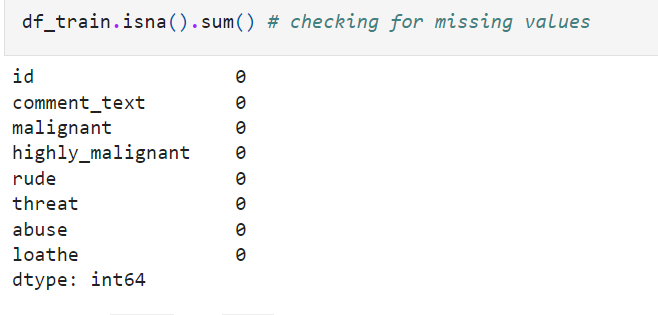 df_train.isna().sum() # checking for missing values
id 0
comment_text 0
malignant 0
highly_malignant 0
rude 0
threat 0
abuse 0
loathe 0
dtype: int64